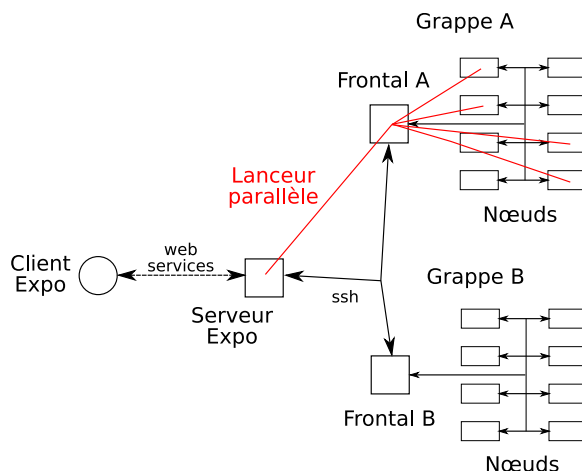 Grappe A
Frontal A
Lanceur
parallèle
Nœuds
web
services
Client
Expo
Serveur
Expo
ssh
Grappe B
Frontal B
Nœuds